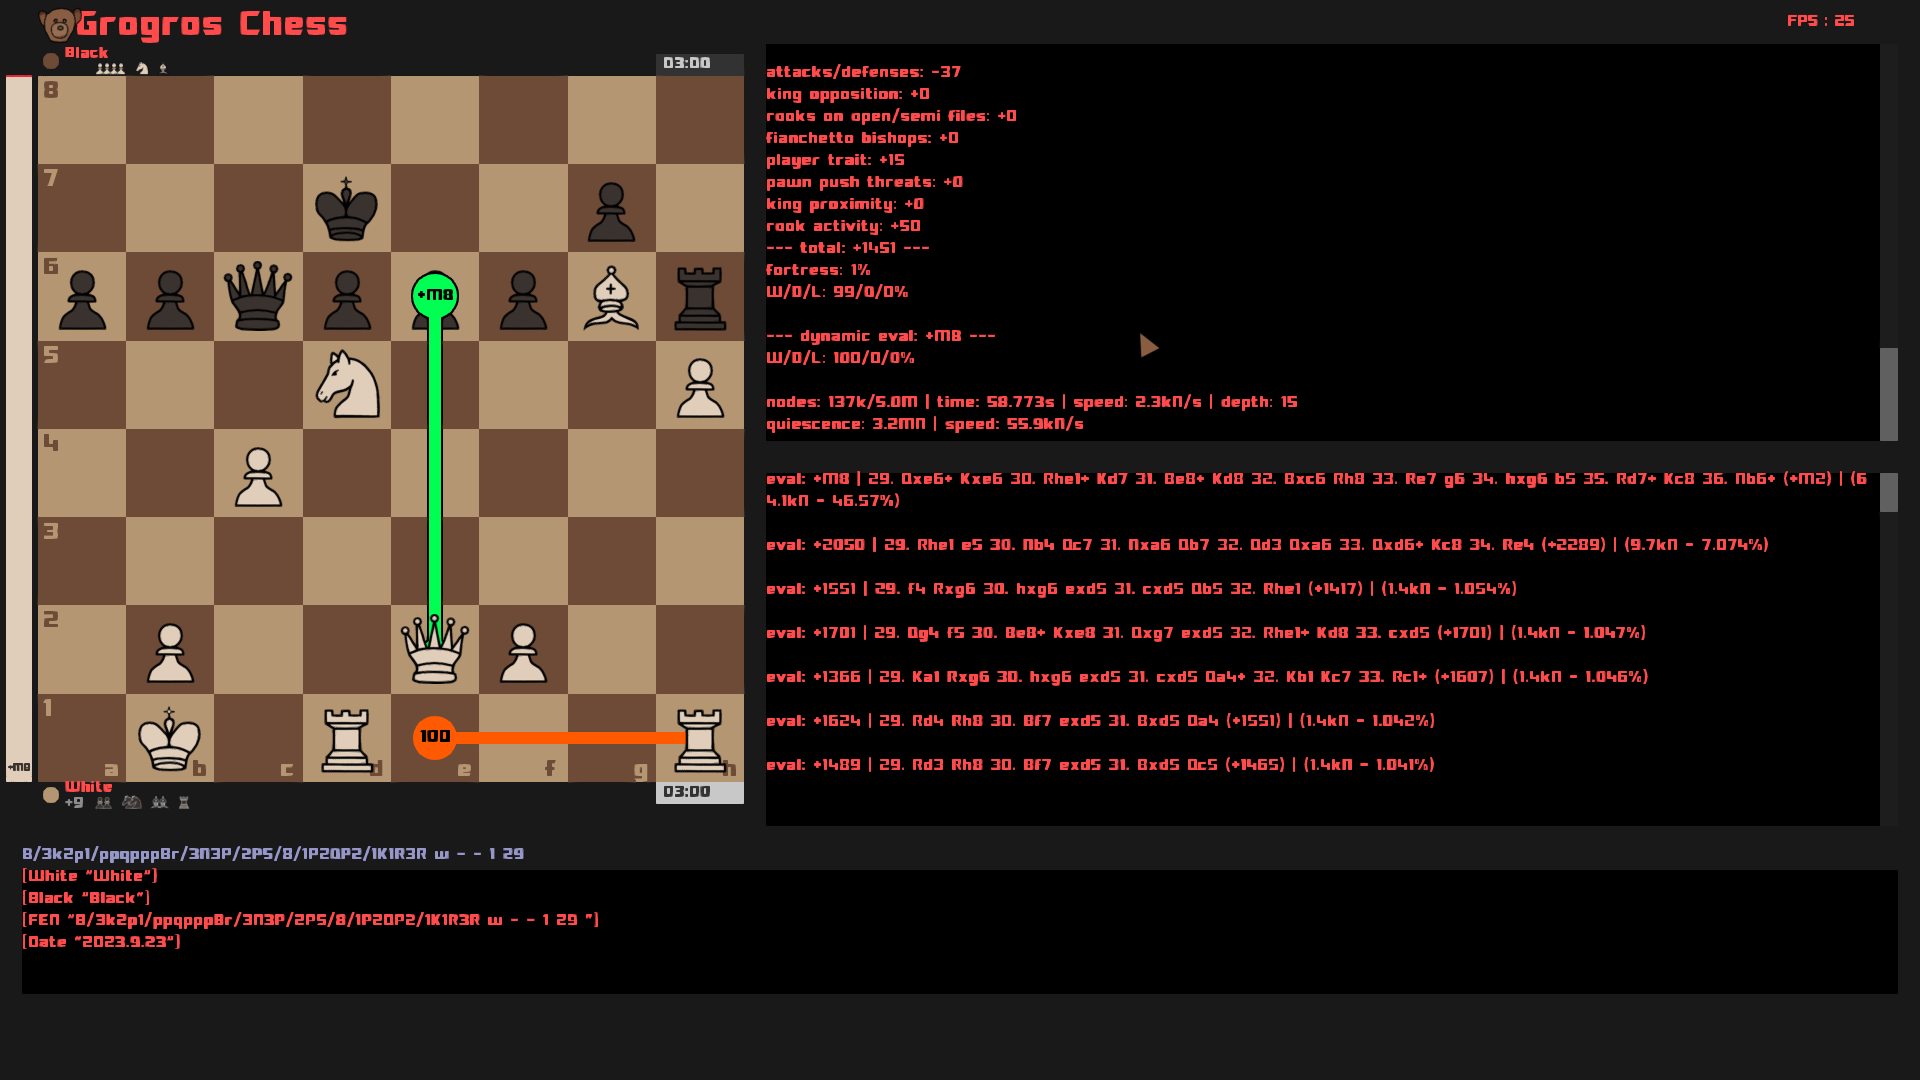 Grogros Chess
FPS : 25
Black
03:00
attacks/defenses: -37
king opposition: +0
rooks on open/semi files: +0
fianchetto bishops: +0
player trait: +15
pawn push threats: +0
king proximity: +0
rook activity: +50
--- total: +1451 ---
fortress: 1%
W/D/L: 99/0/0%
--- dynamic eval: +M8 ---
W/D/L: 100/0/0%
nodes: 137k/5.0M | time: 58.773s | speed: 2.3kN/s | depth: 15
quiescence: 3.2MN | speed: 55.9kN/s
eval: +M8 | 29. Qxe6+ Kxe6 30. Rhe1+ Kd7 31. Be8+ Kd8 32. Bxc6 Rh8 33. Re7 g6 34. hxg6 b5 35. Rd7+ Kc8 36. Nb6+ (+M2) | (6
4.1kN - 46.57%)
eval: +2050 | 29. Rhe1 e5 30. Nb4 Qc7 31. Nxa6 Qb7 32. Qd3 Qxa6 33. Qxd6+ Kc8 34. Re4 (+2289) | (9.7kN - 7.074%)
eval: +1551 | 29. f4 Rxg6 30. hxg6 exd5 31. cxd5 Qb5 32. Rhe1 (+1417) | (1.4kN - 1.054%)
eval: +1701 | 29. Qg4 f5 30. Be8+ Kxe8 31. Qxg7 exd5 32. Rhe1+ Kd8 33. cxd5 (+1701) | (1.4kN - 1.047%)
eval: +1366 | 29. Ka1 Rxg6 30. hxg6 exd5 31. cxd5 Qa4+ 32. Kb1 Kc7 33. Rc1+ (+1607) | (1.4kN - 1.046%)
eval: +1624 | 29. Rd4 Rh8 30. Bf7 exd5 31. Bxd5 Qa4 (+1551) | (1.4kN - 1.042%)
eval: +1489 | 29. Rd3 Rh8 30. Bf7 exd5 31. Bxd5 Qc5 (+1465) | (1.4kN - 1.041%)
8
7
6
+M8
5
4
3
2
1
100
a b c d e f g h
+M8
White
+9
03:00
8/3k2p1/ppqpppBr/3N3P/2P5/8/1P2QP2/1K1R3R w - - 1 29
[White "White"]
[Black "Black"]
[FEN "8/3k2p1/ppqpppBr/3N3P/2P5/8/1P2QP2/1K1R3R w - - 1 29 "]
[Date "2023.9.23"]